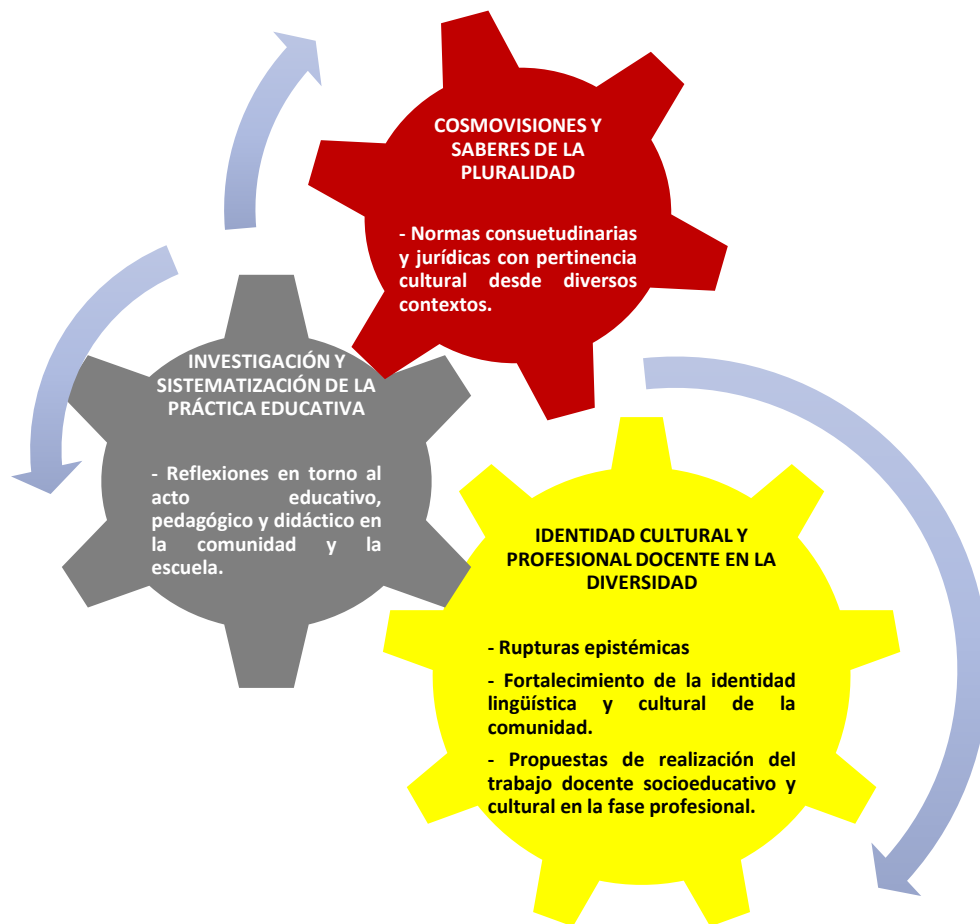 COSMOVISIONES Y
SABERES DE LA
PLURALIDAD
- Normas consuetudinarias
y jurídicas con pertinencia
cultural desde diversos
contextos.
INVESTIGACIÓN Y
SISTEMATIZACIÓN DE LA
PRÁCTICA EDUCATIVA
- Reflexiones en torno al
acto educativo,
pedagógico y didáctico en
la comunidad y la
escuela.
IDENTIDAD CULTURAL Y
PROFESIONAL DOCENTE EN LA
DIVERSIDAD
- Rupturas epistémicas
- Fortalecimiento de la identidad
lingüística y cultural de la
comunidad.
- Propuestas de realización del
trabajo docente socioeducativo y
cultural en la fase profesional.